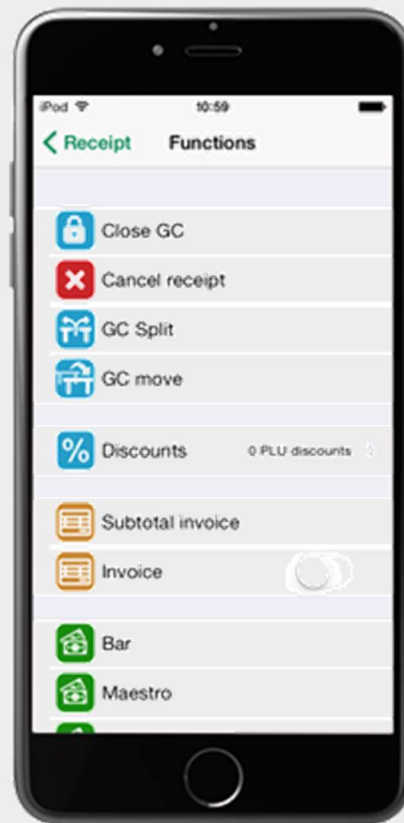 iPod 10:59
Receipt Functions
Close GC
Cancel receipt
GC Split
GC move
% Discounts 0 PLU discounts
Subtotal invoice
Invoice
Bar
Maestro